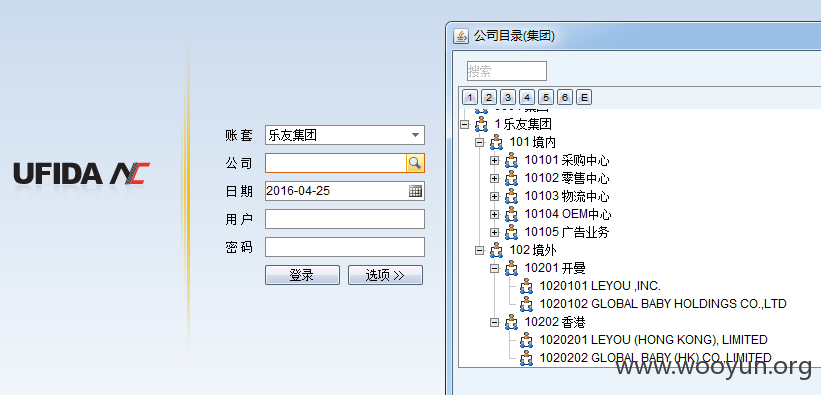 UFIDA NC
账套 乐友集团
公司
日期 2016-04-25
用户
密码
登录 选项 >>
公司目录(集团)
搜索
1 2 3 4 5 6 E
1 乐友集团
101 境内
10101 采购中心
10102 零售中心
10103 物流中心
10104 OEM中心
10105 广告业务
102 境外
10201 开曼
1020101 LEYOU ,INC.
1020102 GLOBAL BABY HOLDINGS CO.,LTD
10202 香港
1020201 LEYOU (HONG KONG), LIMITED
1020202 GLOBAL BABY (HK) CO.,LIMITED
www.wooyun.org